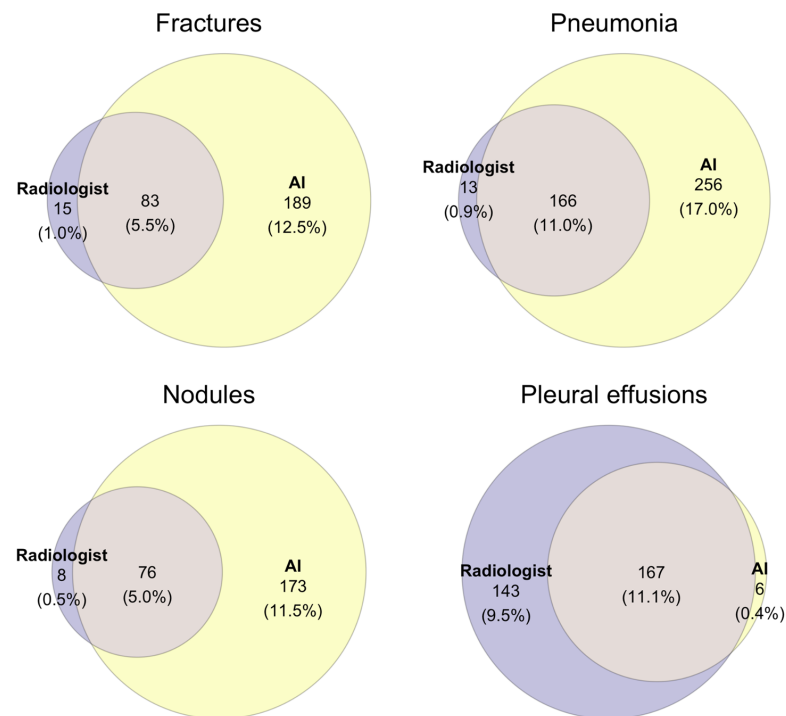 Fractures
Radiologist
15
(1.0%)
83
(5.5%)
AI
189
(12.5%)
Pneumonia
Radiologist
13
(0.9%)
166
(11.0%)
AI
256
(17.0%)
Nodules
Radiologist
8
(0.5%)
76
(5.0%)
AI
173
(11.5%)
Pleural effusions
Radiologist
143
(9.5%)
167
(11.1%)
AI
6
(0.4%)